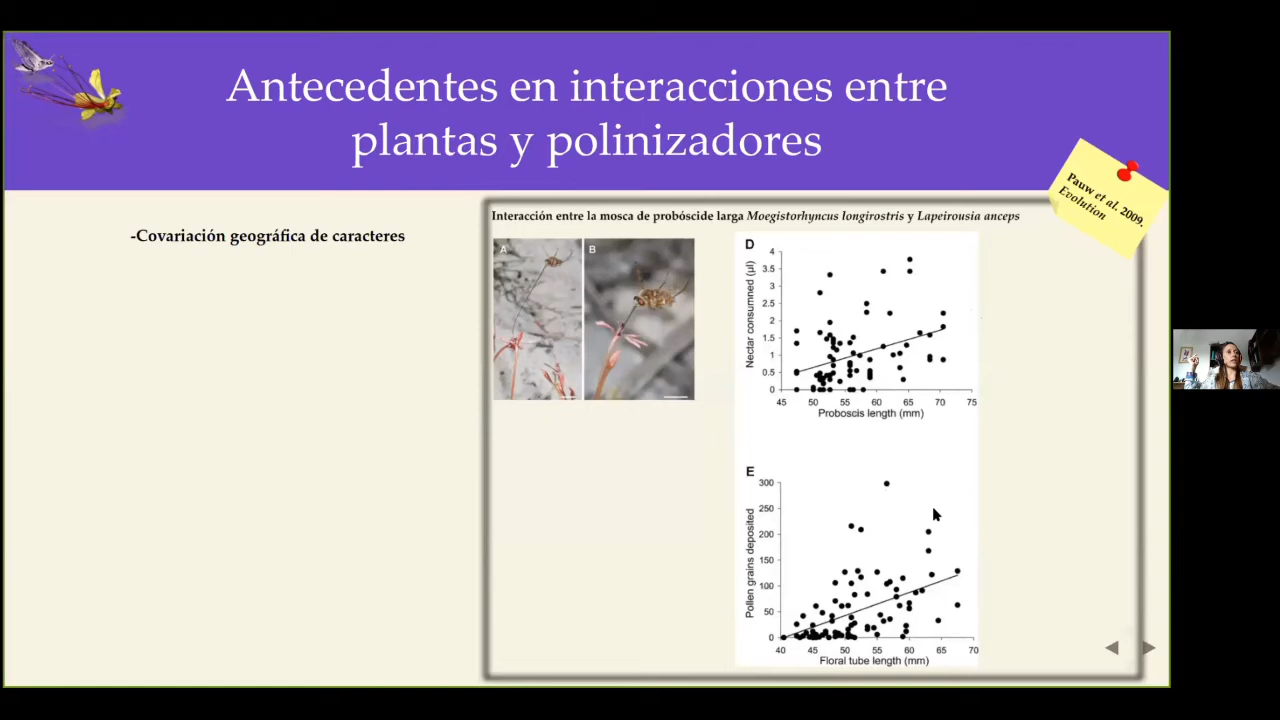 Antecedentes en interacciones entre
plantas y polinizadores
Pauw et al. 2009.
Evolution
-Covariación geográfica de caracteres
Interacción entre la mosca de probóscide larga Moegistorhyncus longirostris y Lapeirousia anceps
A
B
D
Nectar consumned (µl)
4
3.5
3
2.5
2
1.5
1
0.5
0
45 50 55 60 65 70 75
Proboscis length (mm)
E
Pollen grains deposited
300
250
200
150
100
50
0
40 45 50 55 60 65 70
Floral tube length (mm)